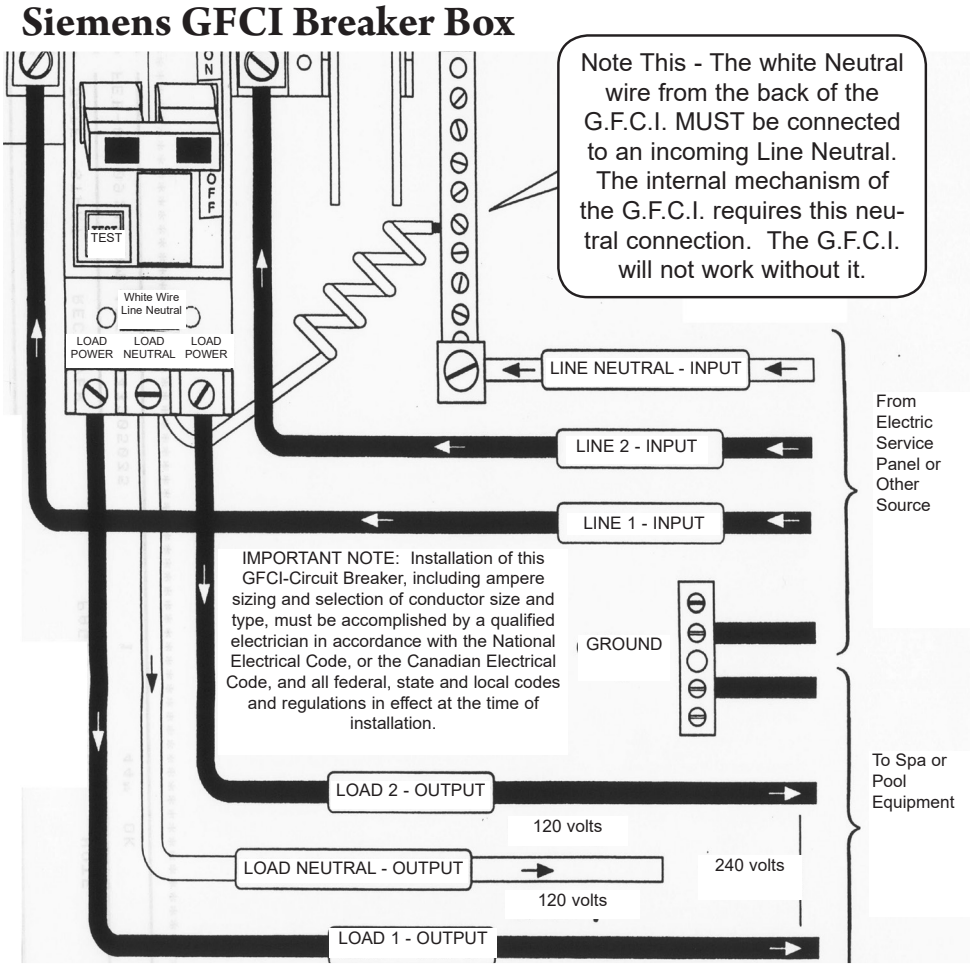 Siemens GFCI Breaker Box
Note This - The white Neutral
wire from the back of the
G.F.C.I. MUST be connected
to an incoming Line Neutral.
The internal mechanism of
the G.F.C.I. requires this neu-
tral connection. The G.F.C.I.
will not work without it.
ON
OFF
TEST
White Wire
Line Neutral
LOAD
POWER
LOAD
NEUTRAL
LOAD
POWER
LINE NEUTRAL - INPUT
LINE 2 - INPUT
LINE 1 - INPUT
From
Electric
Service
Panel or
Other
Source
IMPORTANT NOTE: Installation of this
GFCI-Circuit Breaker, including ampere
sizing and selection of conductor size and
type, must be accomplished by a qualified
electrician in accordance with the National
Electrical Code, or the Canadian Electrical
Code, and all federal, state and local codes
and regulations in effect at the time of
installation.
GROUND
To Spa or
Pool
Equipment
LOAD 2 - OUTPUT
120 volts
LOAD NEUTRAL - OUTPUT
240 volts
120 volts
LOAD 1 - OUTPUT